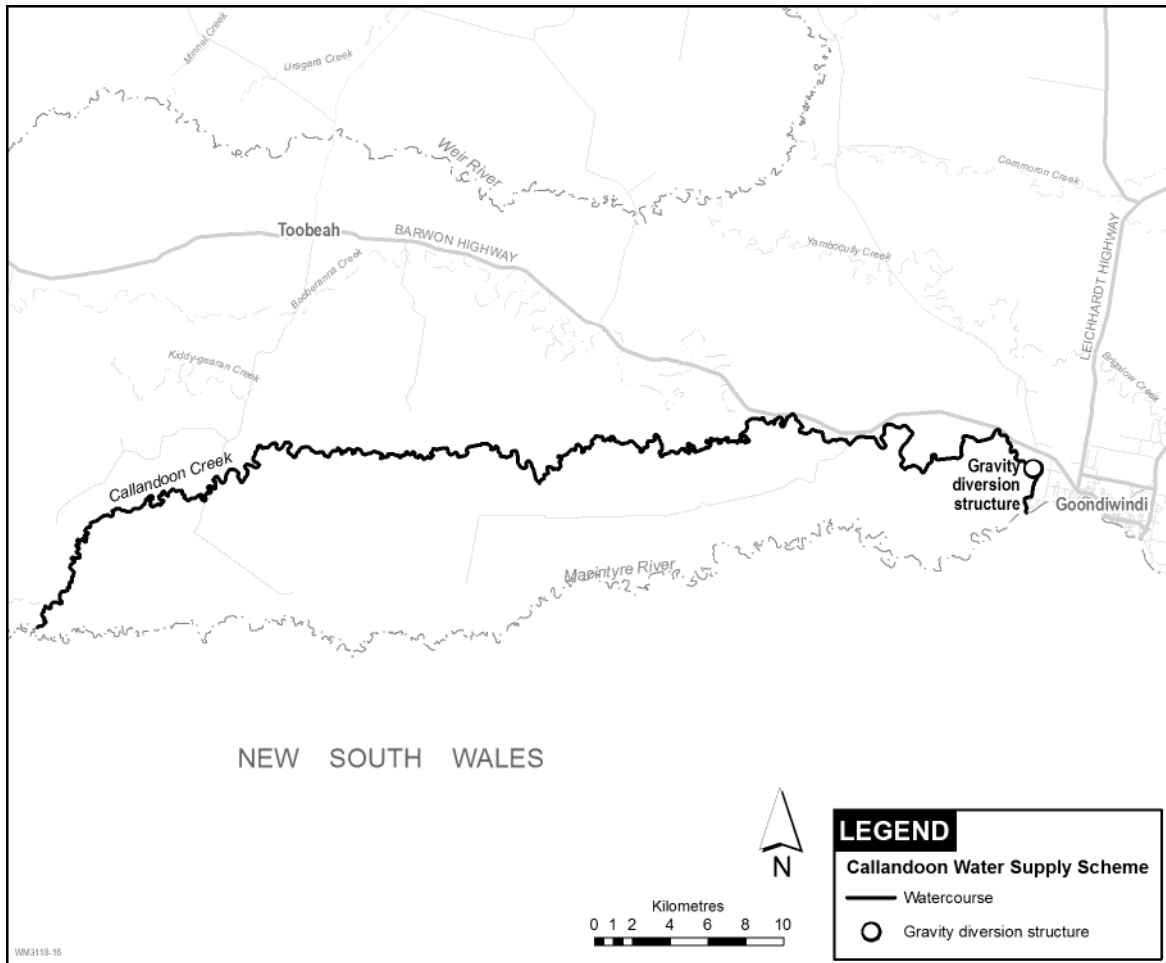 Minnel Creek
Uragara Creek
Weir River
Commoron Creek
Toobeah
BARWON HIGHWAY
Yambocully Creek
Booberanna Creek
LEICHHARDT HIGHWAY
Kiddy-gearan Creek
Brigalow Creek
Callandoon Creek
Gravity
diversion
structure
Goondiwindi
Macintyre River
NEW SOUTH WALES
N
LEGEND
Callandoon Water Supply Scheme
Watercourse
Gravity diversion structure
Kilometres
0 1 2 4 6 8 10
WM3118-16